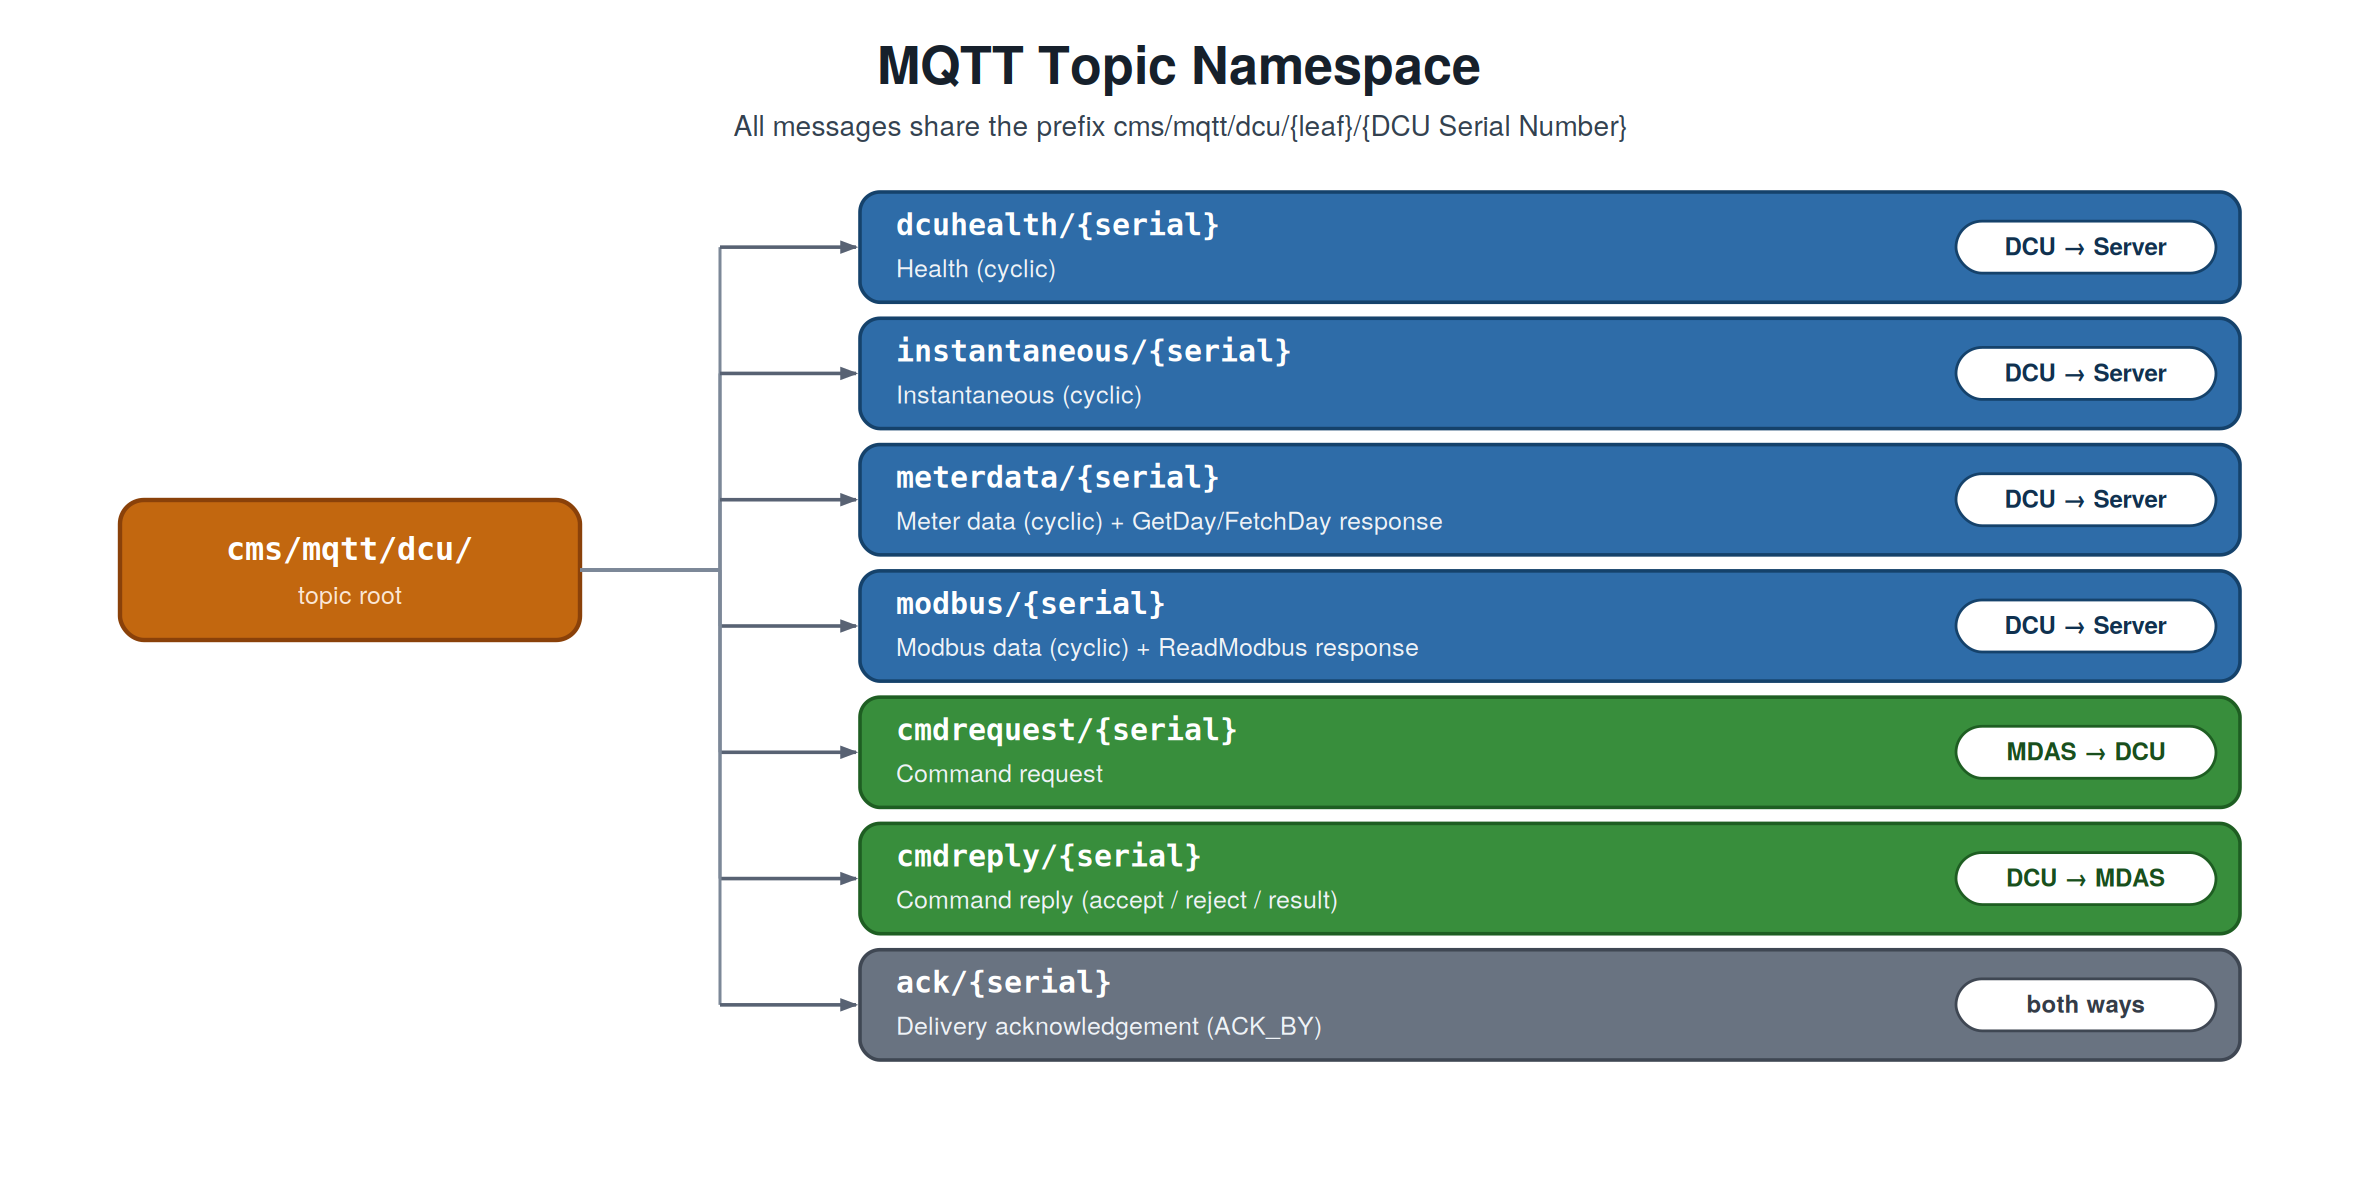 MQTT Topic Namespace
All messages share the prefix cms/mqtt/dcu/{leaf}/{DCU Serial Number}
cms/mqtt/dcu/
topic root
dcuhealth/{serial}
Health (cyclic)
DCU → Server
instantaneous/{serial}
Instantaneous (cyclic)
DCU → Server
meterdata/{serial}
Meter data (cyclic) + GetDay/FetchDay response
DCU → Server
modbus/{serial}
Modbus data (cyclic) + ReadModbus response
DCU → Server
cmdrequest/{serial}
Command request
MDAS → DCU
cmdreply/{serial}
Command reply (accept / reject / result)
DCU → MDAS
ack/{serial}
Delivery acknowledgement (ACK_BY)
both ways